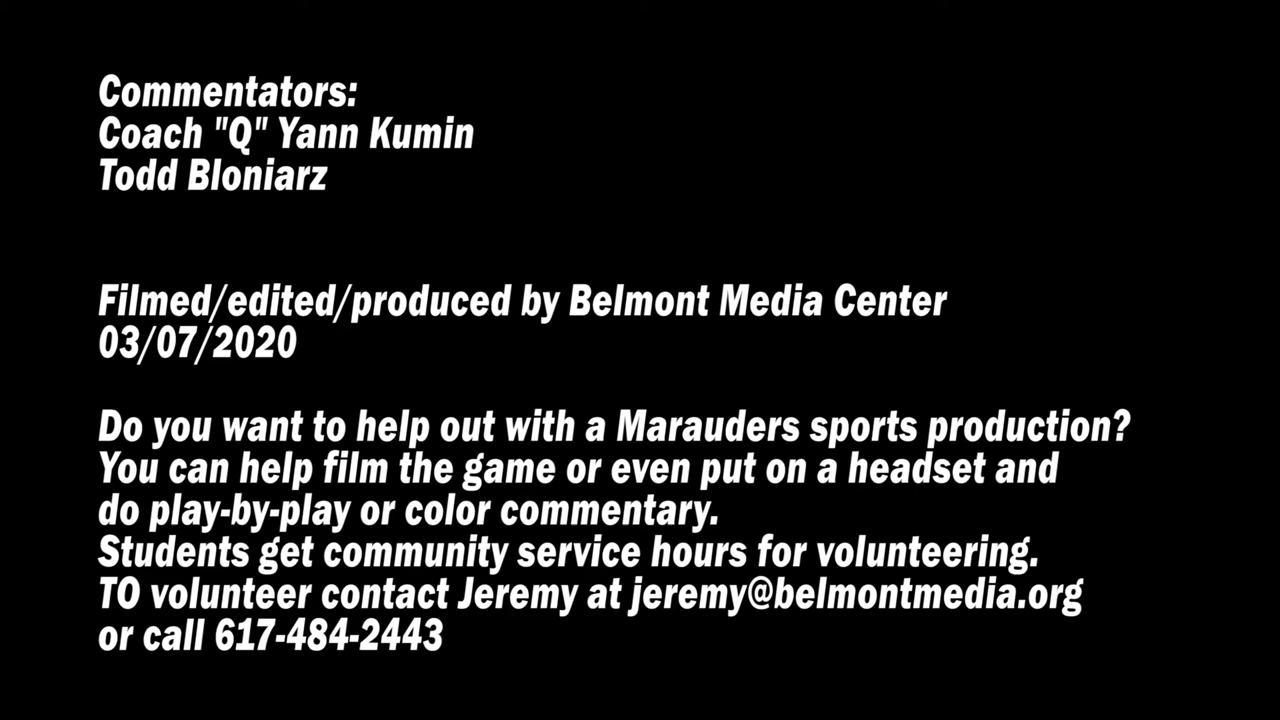 Commentators:
Coach "Q" Yann Kumin
Todd Bloniarz
Filmed/edited/produced by Belmont Media Center
03/07/2020
Do you want to help out with a Marauders sports production?
You can help film the game or even put on a headset and
do play-by-play or color commentary.
Students get community service hours for volunteering.
TO volunteer contact Jeremy at jeremy@belmontmedia.org
or call 617-484-2443